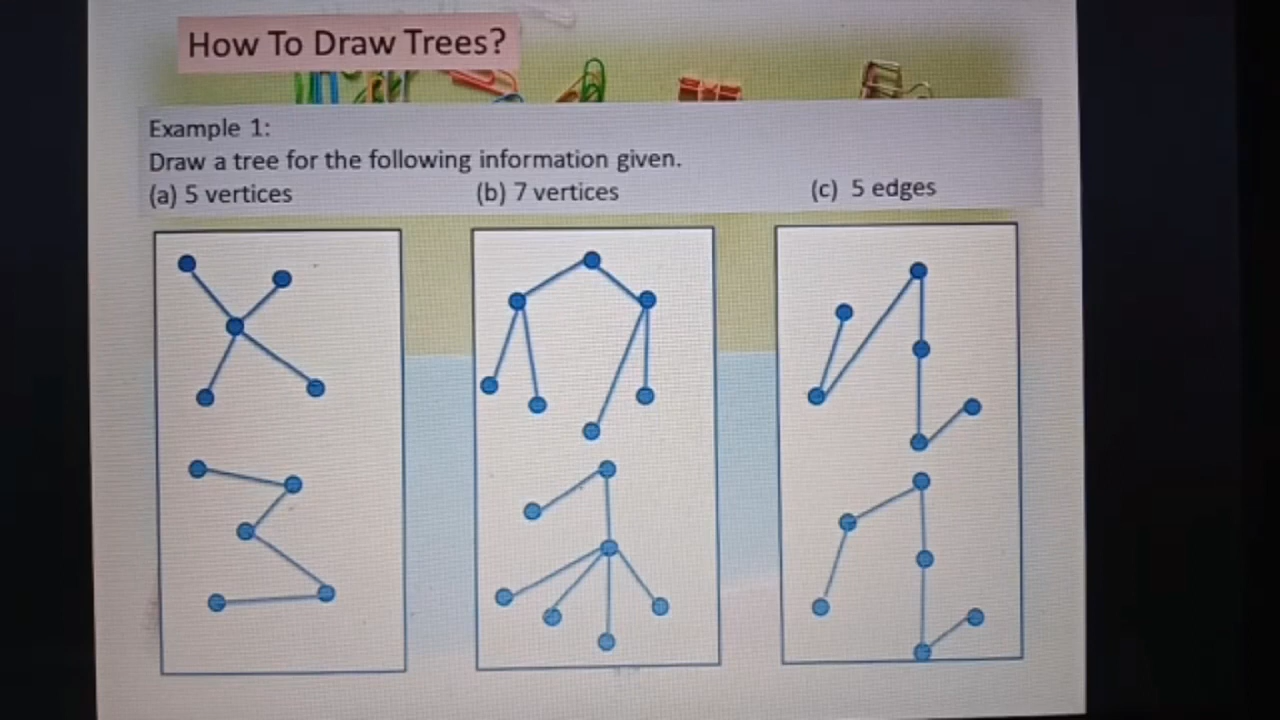 How To Draw Trees?
Example 1:
Draw a tree for the following information given.
(a) 5 vertices (b) 7 vertices (c) 5 edges